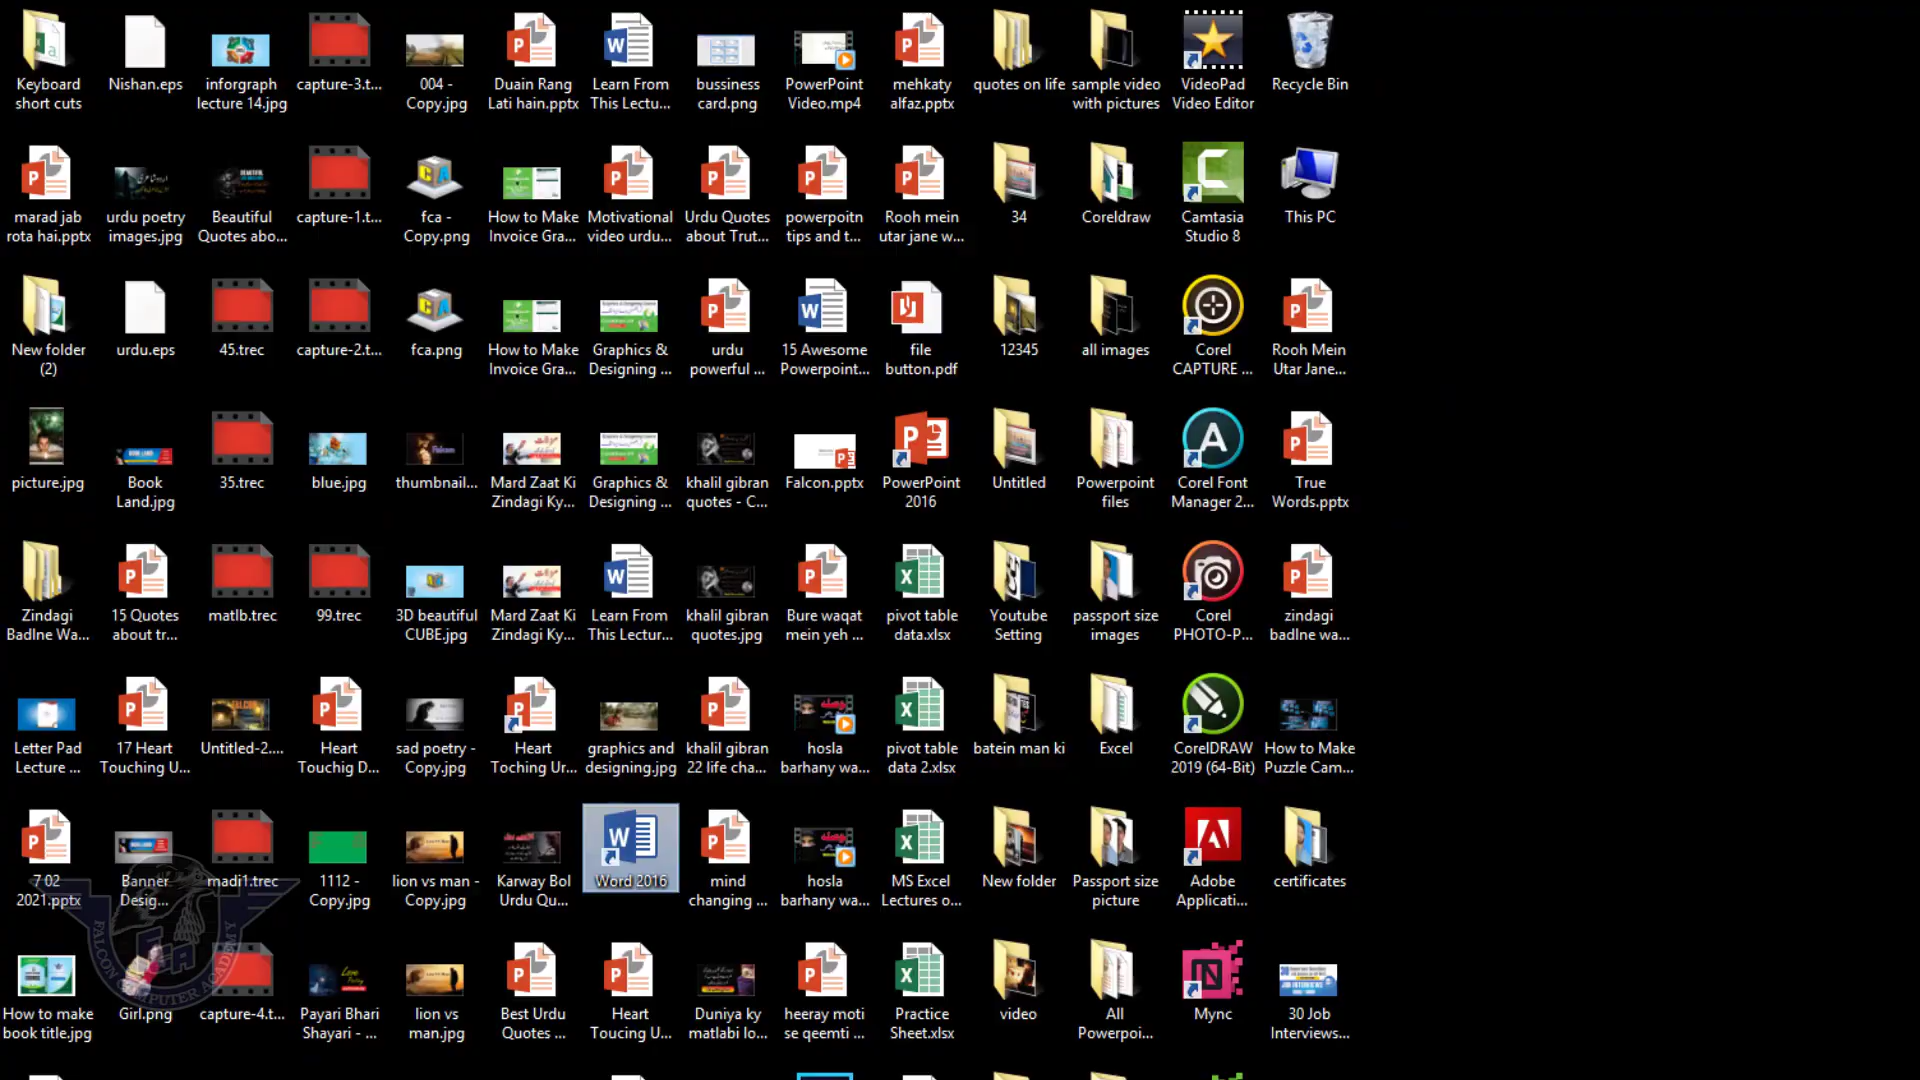 Keyboard short cuts
Nishan.eps
inforgraph lecture 14.jpg
capture-3.t...
004 - Copy.jpg
Duain Rang Lati hain.pptx
Learn From This Lectu...
bussiness card.png
PowerPoint Video.mp4
mehkaty alfaz.pptx
quotes on life
sample video with pictures
VideoPad Video Editor
Recycle Bin
marad jab rota hai.pptx
urdu poetry images.jpg
Beautiful Quotes abo...
capture-1.t...
fca - Copy.png
How to Make Invoice Gra...
Motivational video urdu...
Urdu Quotes about Trut...
powerpoitn tips and t...
Rooh mein utar jane w...
34
Coreldraw
Camtasia Studio 8
This PC
New folder (2)
urdu.eps
45.trec
capture-2.t...
fca.png
How to Make Invoice Gra...
Graphics & Designing ...
urdu powerful ...
15 Awesome Powerpoint...
file button.pdf
12345
all images
Corel CAPTURE ...
Rooh Mein Utar Jane...
picture.jpg
Book Land.jpg
35.trec
blue.jpg
thumbnail...
Mard Zaat Ki Zindagi Ky...
Graphics & Designing ...
khalil gibran quotes - C...
Falcon.pptx
PowerPoint 2016
Untitled
Powerpoint files
Corel Font Manager 2...
True Words.pptx
Zindagi Badlne Wa...
15 Quotes about tr...
matlb.trec
99.trec
3D beautiful CUBE.jpg
Mard Zaat Ki Zindagi Ky...
Learn From This Lectur...
khalil gibran quotes.jpg
Bure waqat mein yeh ...
pivot table data.xlsx
Youtube Setting
passport size images
Corel PHOTO-P...
zindagi badlne wa...
Letter Pad Lecture ...
17 Heart Touching U...
Untitled-2....
Heart Touchig D...
sad poetry - Copy.jpg
Heart Toching Ur...
graphics and designing.jpg
khalil gibran 22 life cha...
hosla barhany wa...
pivot table data 2.xlsx
batein man ki
Excel
CorelDRAW 2019 (64-Bit)
How to Make Puzzle Cam...
7 02 2021.pptx
Banner Desig...
madi1.trec
1112 - Copy.jpg
lion vs man - Copy.jpg
Karway Bol Urdu Qu...
Word 2016
mind changing ...
hosla barhany wa...
MS Excel Lectures o...
New folder
Passport size picture
Adobe Applicati...
certificates
FALCON COMPUTER ACADEMY
How to make book title.jpg
Girl.png
capture-4.t...
Payari Bhari Shayari - ...
lion vs man.jpg
Best Urdu Quotes ...
Heart Toucing U...
Duniya ky matlabi lo...
heeray moti se qeemti ...
Practice Sheet.xlsx
video
All Powerpoi...
Mync
30 Job Interviews...